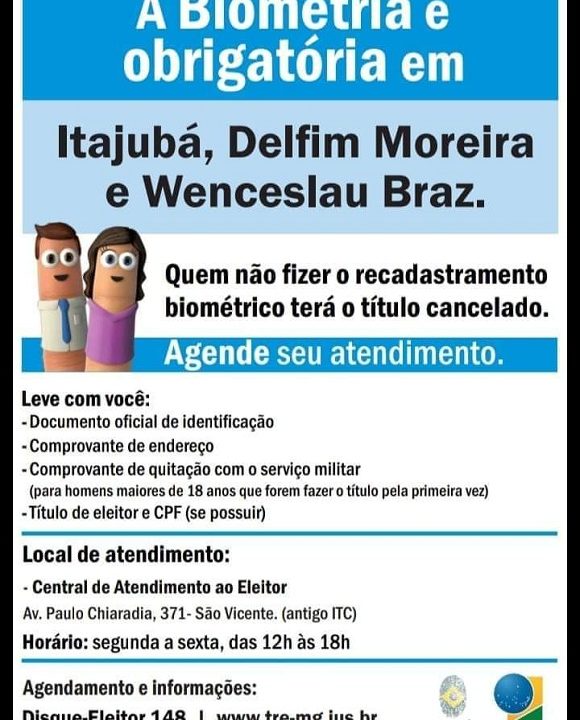 A Biometria é
obrigatória em
Itajubá, Delfim Moreira
e Wenceslau Braz.
Quem não fizer o recadastramento
biométrico terá o título cancelado.
Agende seu atendimento.
Leve com você:
- Documento oficial de identificação
- Comprovante de endereço
- Comprovante de quitação com o serviço militar
(para homens maiores de 18 anos que forem fazer o título pela primeira vez)
- Título de eleitor e CPF (se possuir)
Local de atendimento:
- Central de Atendimento ao Eleitor
Av. Paulo Chiaradia, 371- São Vicente. (antigo ITC)
Horário: segunda a sexta, das 12h às 18h
Agendamento e informações:
Disque-Eleitor 148 | www.tre-mg.jus.br